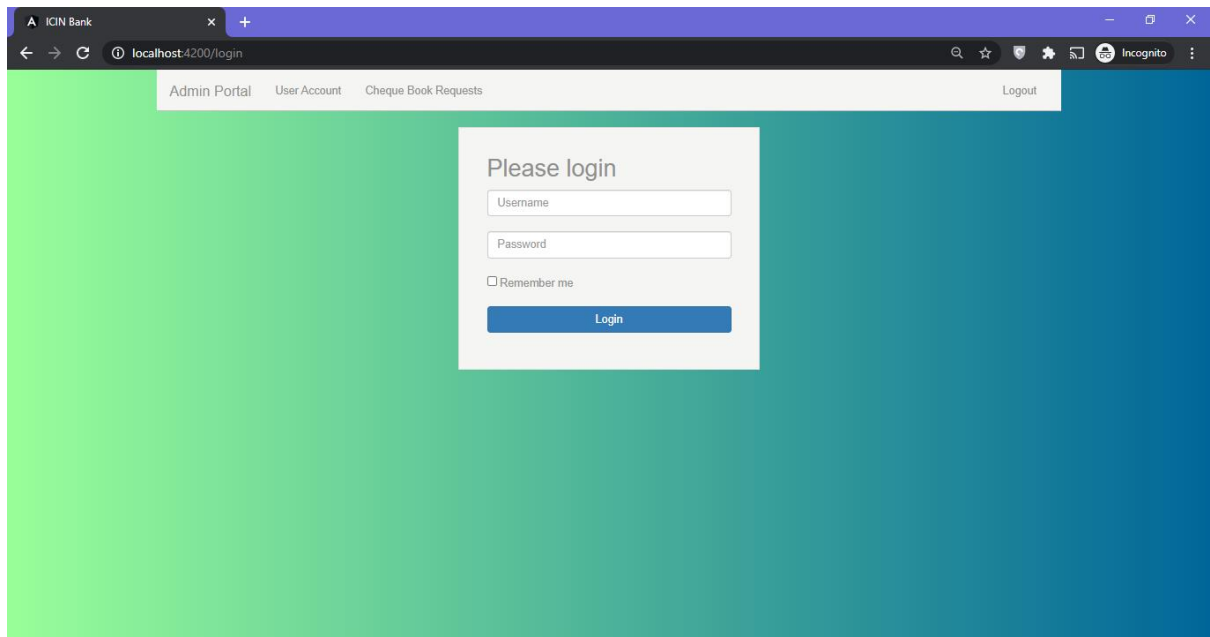 A ICIN Bank
localhost:4200/login
Incognito
Admin Portal User Account Cheque Book Requests Logout
Please login
Username
Password
Remember me
Login